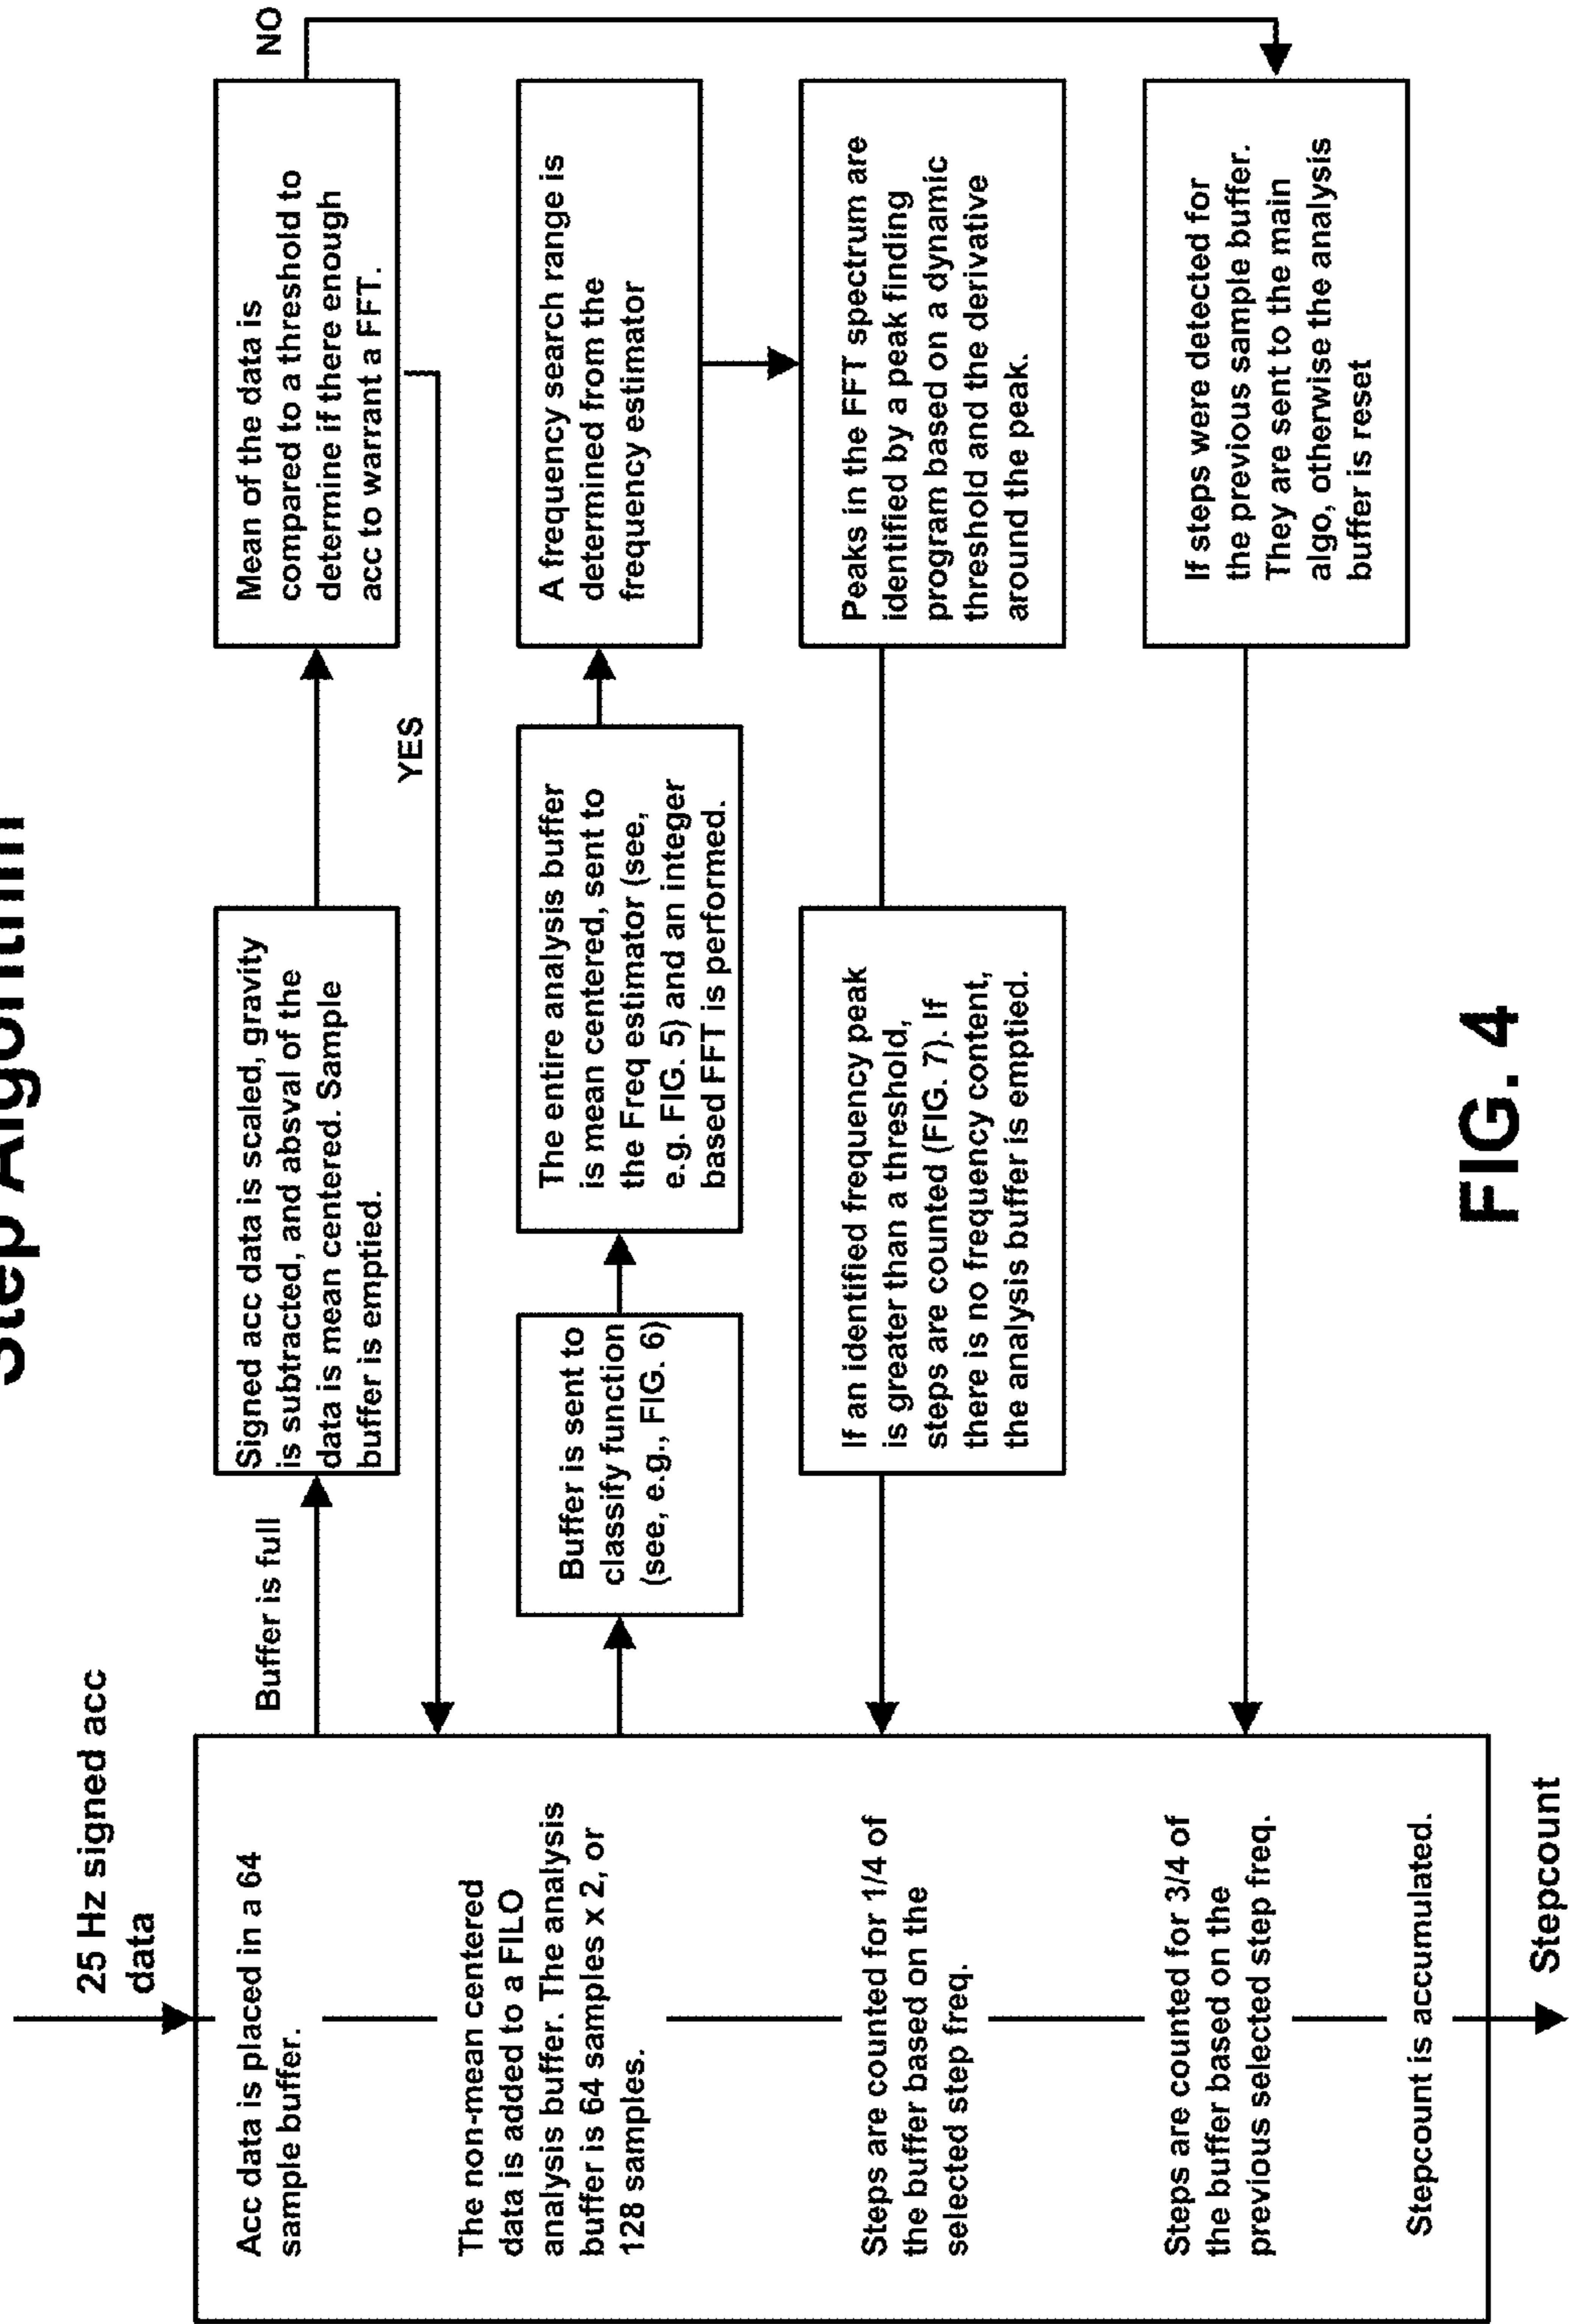 Step Algorithm
25 Hz signed acc
data
Acc data is placed in a 64
sample buffer.
The non-mean centered
data is added to a FILO
analysis buffer. The analysis
buffer is 64 samples x 2, or
128 samples.
Steps are counted for 1/4 of
the buffer based on the
selected step freq.
Steps are counted for 3/4 of
the buffer based on the
previous selected step freq.
Stepcount is accumulated.
Stepcount
Buffer is full
Signed acc data is scaled, gravity
is subtracted, and absval of the
data is mean centered. Sample
buffer is emptied.
Mean of the data is
compared to a threshold to
determine if there enough
acc to warrant a FFT.
NO
YES
Buffer is sent to
classify function
(see, e.g., FIG. 6)
The entire analysis buffer
is mean centered, sent to
the Freq estimator (see,
e.g. FIG. 5) and an integer
based FFT is performed.
A frequency search range is
determined from the
frequency estimator
If an identified frequency peak
is greater than a threshold,
steps are counted (FIG. 7). If
there is no frequency content,
the analysis buffer is emptied.
Peaks in the FFT spectrum are
identified by a peak finding
program based on a dynamic
threshold and the derivative
around the peak.
If steps were detected for
the previous sample buffer.
They are sent to the main
algo, otherwise the analysis
buffer is reset
FIG. 4